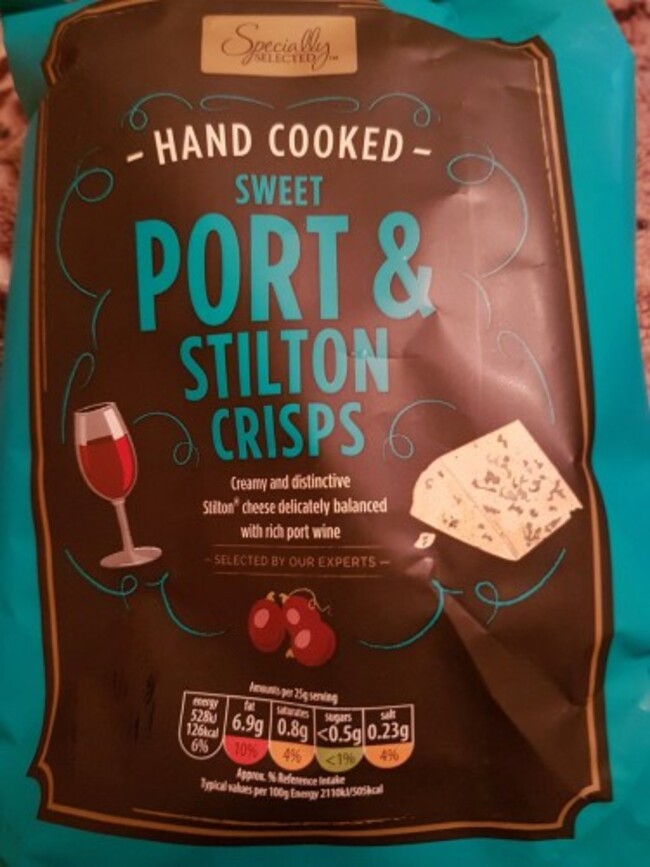 Specially
SELECTED™
- HAND COOKED -
SWEET
PORT &
STILTON
CRISPS
Creamy and distinctive
Stilton® cheese delicately balanced
with rich port wine
- SELECTED BY OUR EXPERTS -
Amounts per 25g serving
energy fat saturates sugars salt
528kJ 6.9g 0.8g <0.5g 0.23g
126kcal
6% 10% 4% <1% 4%
Approx. % Reference Intake
Typical values per 100g Energy 2110kJ/505kcal